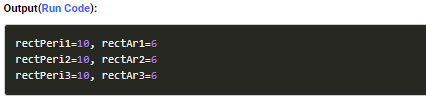 Output(Run Code):
rectPeri1=10, rectAr1=6
rectPeri2=10, rectAr2=6
rectPeri3=10, rectAr3=6